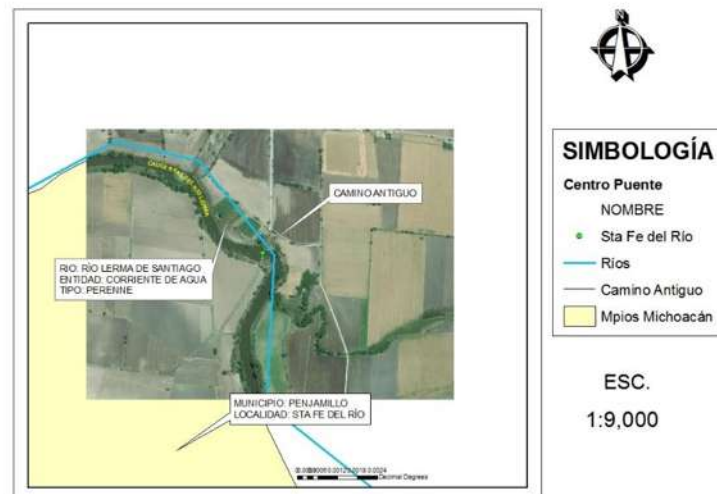 CAMINO ANTIGUO
RIO: RÍO LERMA DE SANTIAGO
ENTIDAD: CORRIENTE DE AGUA
TIPO: PERENNE
MUNICIPIO: PENJAMILLO
LOCALIDAD: STA FE DEL RÍO
Decimal Degrees
SIMBOLOGÍA
Centro Puente
NOMBRE
Sta Fe del Río
Ríos
Camino Antiguo
Mpios Michoacán
ESC.
1:9,000